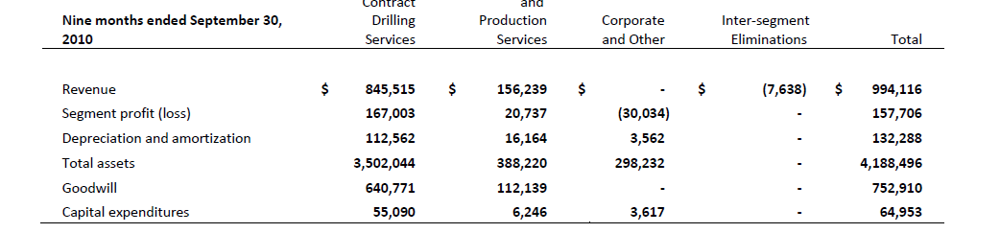 Contract and
Nine months ended September 30, Drilling Production Corporate Inter-segment
2010 Services Services and Other Eliminations Total
Revenue $ 845,515 $ 156,239 $ - $ (7,638) $ 994,116
Segment profit (loss) 167,003 20,737 (30,034) - 157,706
Depreciation and amortization 112,562 16,164 3,562 - 132,288
Total assets 3,502,044 388,220 298,232 - 4,188,496
Goodwill 640,771 112,139 - - 752,910
Capital expenditures 55,090 6,246 3,617 - 64,953